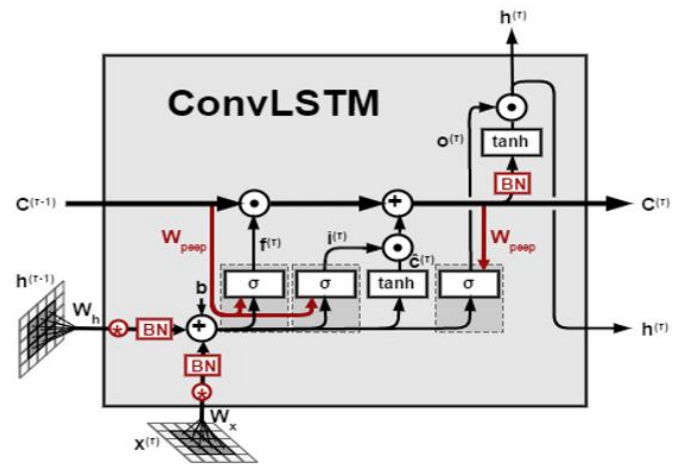 h(τ)
ConvLSTM
o(τ)
tanh
BN
C(τ-1)
C(τ)
W peep
f(τ)
i(τ)
ĉ(τ)
W peep
h(τ-1)
σ
σ
tanh
σ
b
W h
* BN
+
h(τ)
BN
*
W x
x(τ)